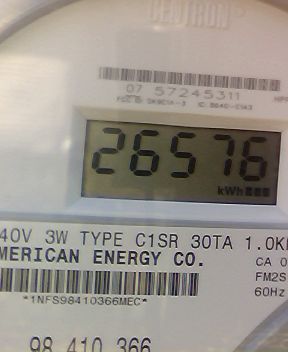 CENTRON
07 57245311
26576
kWh
40V 3W TYPE C1SR 30TA 1.0K
MERICAN ENERGY CO. CA 0
FM2S
*1NFS98410366MEC* 60Hz
98 410 366